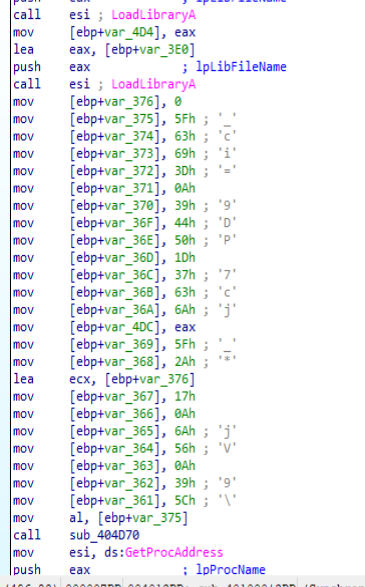 call esi ; LoadLibraryA
mov [ebp+var_4D4], eax
lea eax, [ebp+var_3E0]
push eax ; lpLibFileName
call esi ; LoadLibraryA
mov [ebp+var_376], 0
mov [ebp+var_375], 5Fh ; '_'
mov [ebp+var_374], 63h ; 'c'
mov [ebp+var_373], 69h ; 'i'
mov [ebp+var_372], 3Dh ; '='
mov [ebp+var_371], 0Ah
mov [ebp+var_370], 39h ; '9'
mov [ebp+var_36F], 44h ; 'D'
mov [ebp+var_36E], 50h ; 'P'
mov [ebp+var_36D], 1Dh
mov [ebp+var_36C], 37h ; '7'
mov [ebp+var_36B], 63h ; 'c'
mov [ebp+var_36A], 6Ah ; 'j'
mov [ebp+var_4DC], eax
mov [ebp+var_369], 5Fh ; '_'
mov [ebp+var_368], 2Ah ; '*'
lea ecx, [ebp+var_376]
mov [ebp+var_367], 17h
mov [ebp+var_366], 0Ah
mov [ebp+var_365], 6Ah ; 'j'
mov [ebp+var_364], 56h ; 'V'
mov [ebp+var_363], 0Ah
mov [ebp+var_362], 39h ; '9'
mov [ebp+var_361], 5Ch ; '\'
mov al, [ebp+var_375]
call sub_404D70
mov esi, ds:GetProcAddress
push eax ; lpProcName